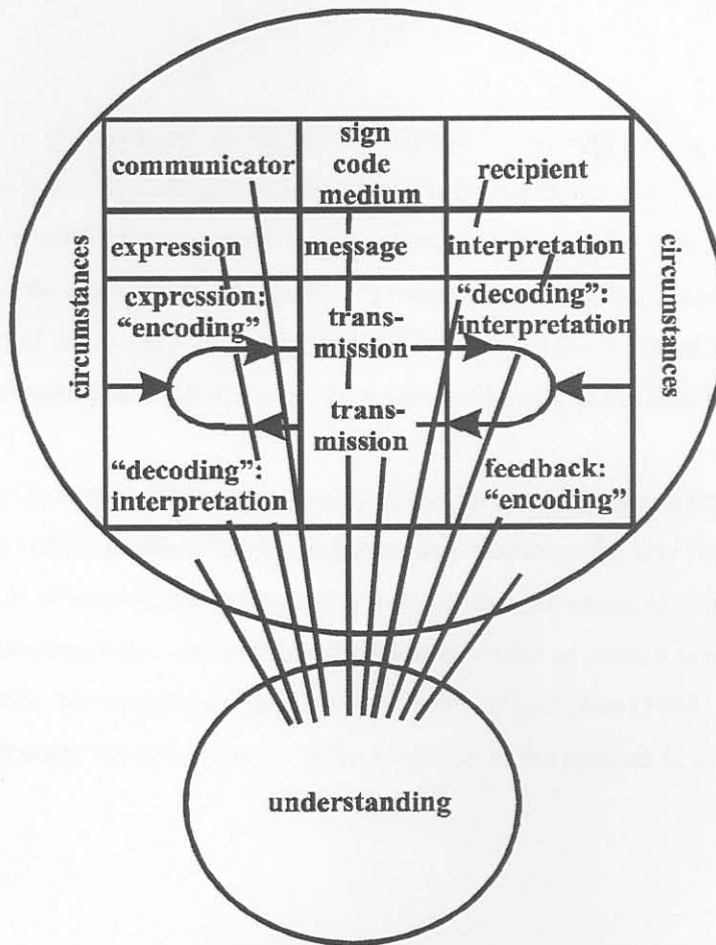 communicator
sign
code
medium
recipient
expression
message
interpretation
circumstances
circumstances
expression:
"encoding"
trans-
mission
"decoding":
interpretation
trans-
mission
"decoding":
interpretation
feedback:
"encoding"
understanding